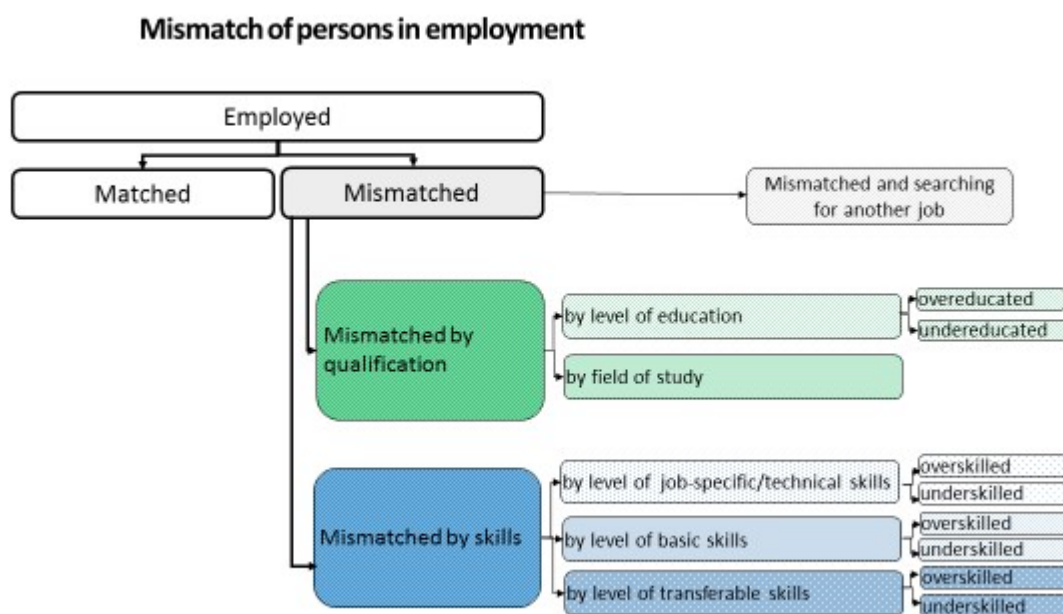 Mismatch of persons in employment
Employed
Matched
Mismatched
Mismatched and searching
for another job
Mismatched by
qualification
by level of education
overeducated
undereducated
by field of study
Mismatched by skills
by level of job-specific/technical skills
overskilled
underskilled
by level of basic skills
overskilled
underskilled
by level of transferable skills
overskilled
underskilled